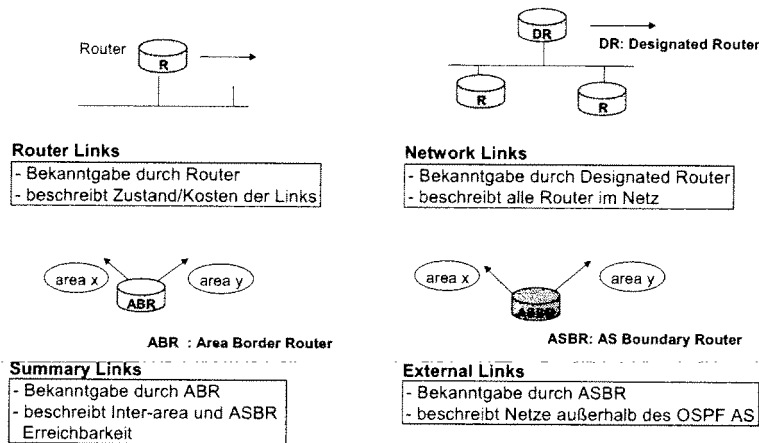 Router
R
Router Links
- Bekanntgabe durch Router
- beschreibt Zustand/Kosten der Links
DR
DR: Designated Router
R
R
Network Links
- Bekanntgabe durch Designated Router
- beschreibt alle Router im Netz
area x
area y
ABR
ABR : Area Border Router
Summary Links
- Bekanntgabe durch ABR
- beschreibt Inter-area und ASBR
Erreichbarkeit
area x
area y
ASBR
ASBR: AS Boundary Router
External Links
- Bekanntgabe durch ASBR
- beschreibt Netze außerhalb des OSPF AS